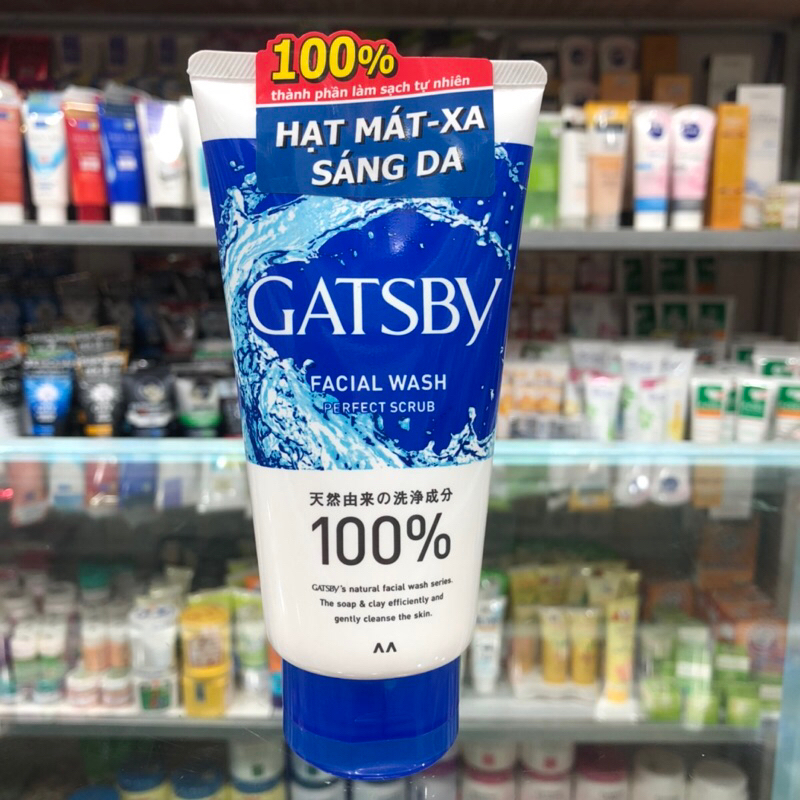 100%
thành phần làm sạch tự nhiên
HẠT MÁT-XA
SÁNG DA
GATSBY
FACIAL WASH
PERFECT SCRUB
天然由来の洗浄成分
100%
GATSBY's natural facial wash series.
The soap & clay efficiently and
gently cleanse the skin.